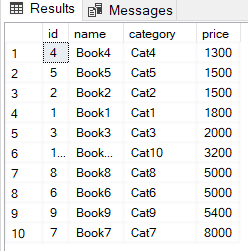 Results Messages
id name category price
1 4 Book4 Cat4 1300
2 5 Book5 Cat5 1500
3 2 Book2 Cat2 1500
4 1 Book1 Cat1 1800
5 3 Book3 Cat3 2000
6 1... Book... Cat10 3200
7 8 Book8 Cat8 5000
8 6 Book6 Cat6 5000
9 9 Book9 Cat9 5400
10 7 Book7 Cat7 8000